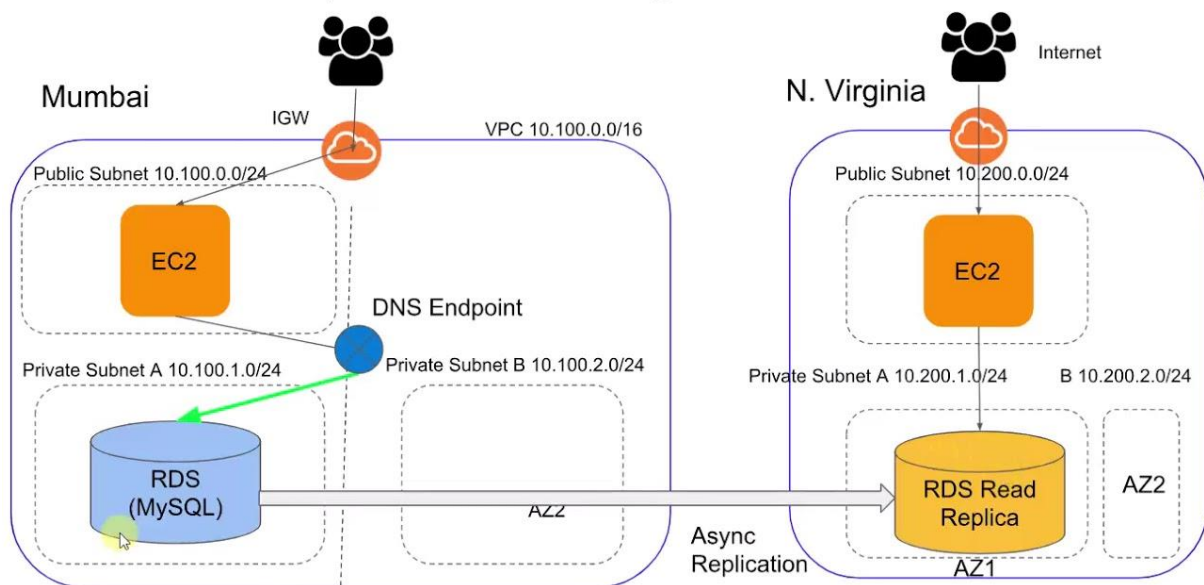 Internet
Mumbai
N. Virginia
IGW
VPC 10.100.0.0/16
Public Subnet 10.100.0.0/24
Public Subnet 10.200.0.0/24
EC2
EC2
DNS Endpoint
Private Subnet A 10.100.1.0/24
Private Subnet B 10.100.2.0/24
Private Subnet A 10.200.1.0/24
B 10.200.2.0/24
RDS
(MySQL)
AZ2
RDS Read
Replica
AZ2
Async
Replication
AZ1